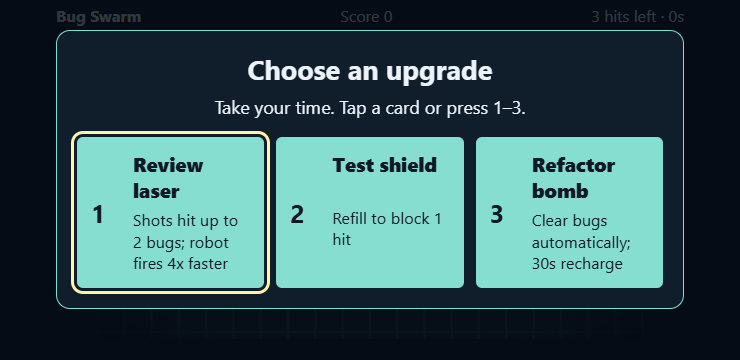 Bug Swarm
Score 0
3 hits left · 0s
Choose an upgrade
Take your time. Tap a card or press 1–3.
1
Review
laser
Shots hit up to
2 bugs; robot
fires 4x faster
2
Test shield
Refill to block 1
hit
3
Refactor
bomb
Clear bugs
automatically;
30s recharge